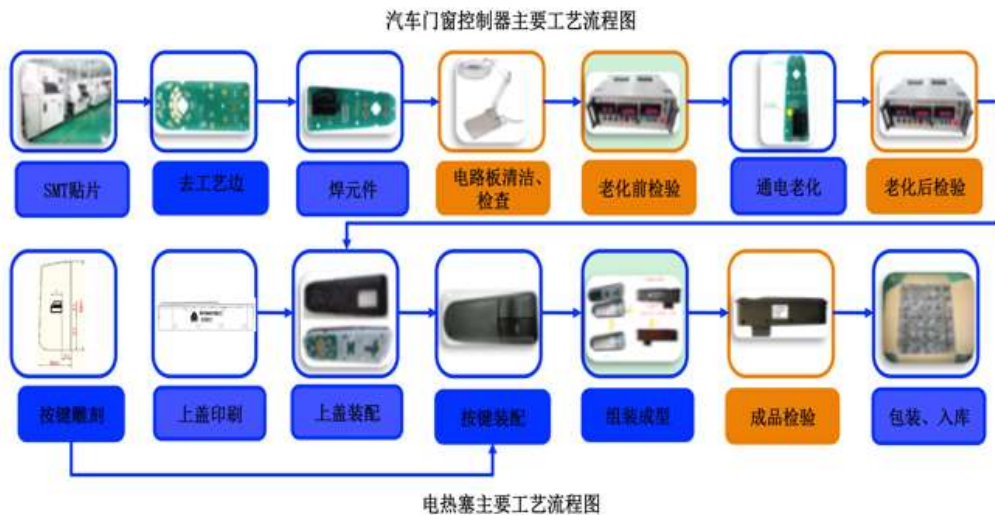 汽车门窗控制器主要工艺流程图
SMT贴片
去工艺边
焊元件
电路板清洁、
检查
老化前检验
通电老化
老化后检验
按键雕刻
上盖印刷
上盖装配
按键装配
组装成型
成品检验
包装、入库
电热塞主要工艺流程图